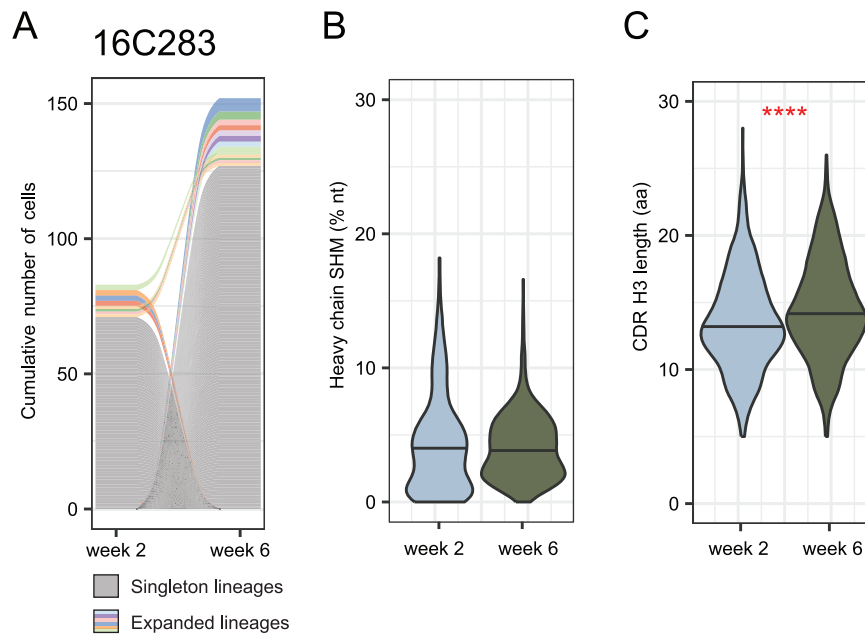 A
16C283
Cumulative number of cells
150
100
50
0
week 2
week 6
Singleton lineages
Expanded lineages
B
Heavy chain SHM (% nt)
30
20
10
0
week 2
week 6
C
CDR H3 length (aa)
30
20
10
0
****
week 2
week 6